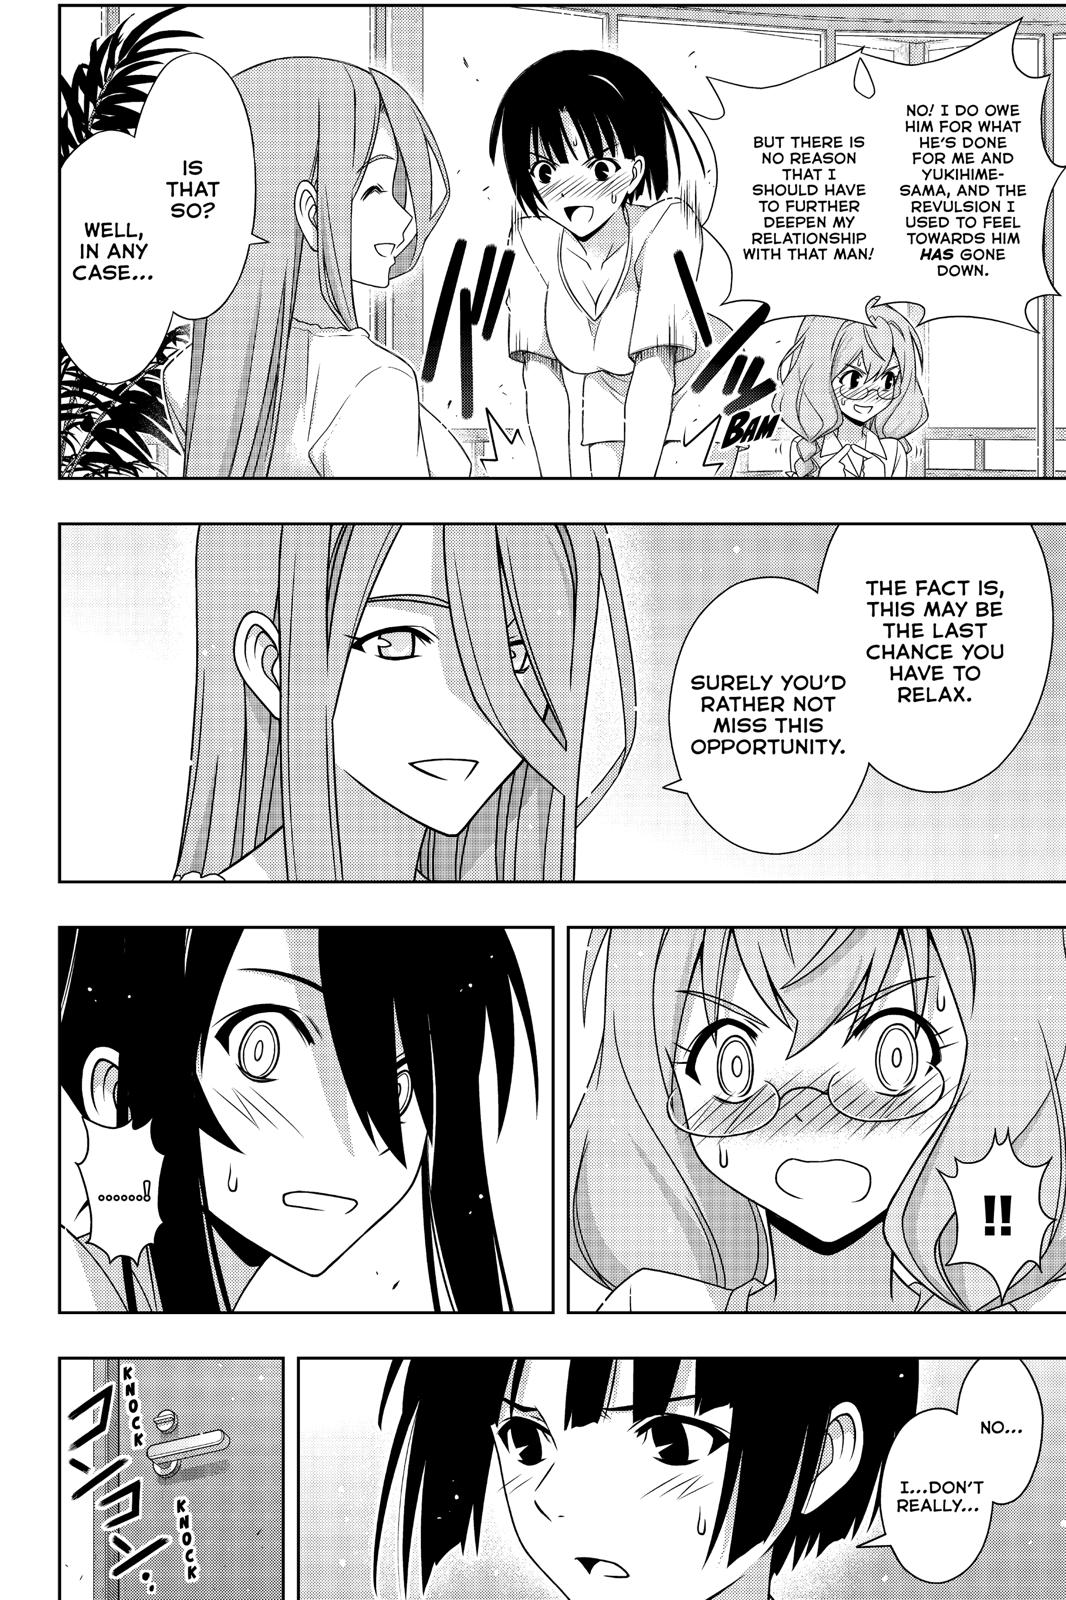 NO! I DO OWE
HIM FOR WHAT
HE'S DONE
FOR ME AND
YUKIHIME-
SAMA, AND THE
REVULSION I
USED TO FEEL
TOWARDS HIM
HAS GONE
DOWN.
BUT THERE IS
NO REASON
THAT I
SHOULD HAVE
TO FURTHER
DEEPEN MY
RELATIONSHIP
WITH THAT MAN!
BAM
IS
THAT
SO?
WELL,
IN ANY
CASE...
THE FACT IS,
THIS MAY BE
THE LAST
CHANCE YOU
HAVE TO
RELAX.
SURELY YOU'D
RATHER NOT
MISS THIS
OPPORTUNITY.
!!
.......!
NO...
I...DON'T
REALLY...
KNOCK
KNOCK
コン
コン